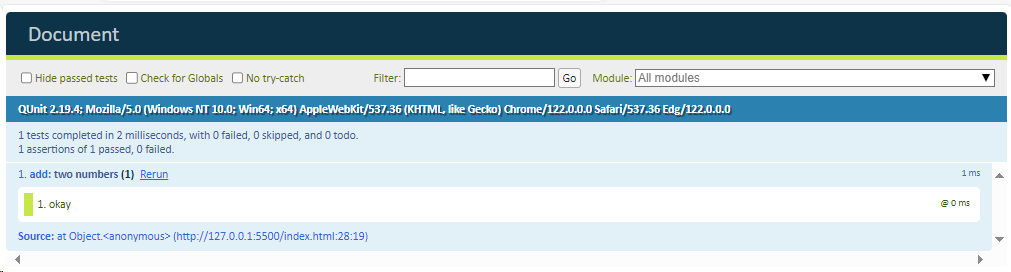 Document
Hide passed tests Check for Globals No try-catch Filter: Go Module: All modules ▼
QUnit 2.19.4; Mozilla/5.0 (Windows NT 10.0; Win64; x64) AppleWebKit/537.36 (KHTML, like Gecko) Chrome/122.0.0.0 Safari/537.36 Edg/122.0.0.0
1 tests completed in 2 milliseconds, with 0 failed, 0 skipped, and 0 todo.
1 assertions of 1 passed, 0 failed.
1. add: two numbers (1) Rerun 1 ms
1. okay @ 0 ms
Source: at Object.<anonymous> (http://127.0.0.1:5500/index.html:28:19)